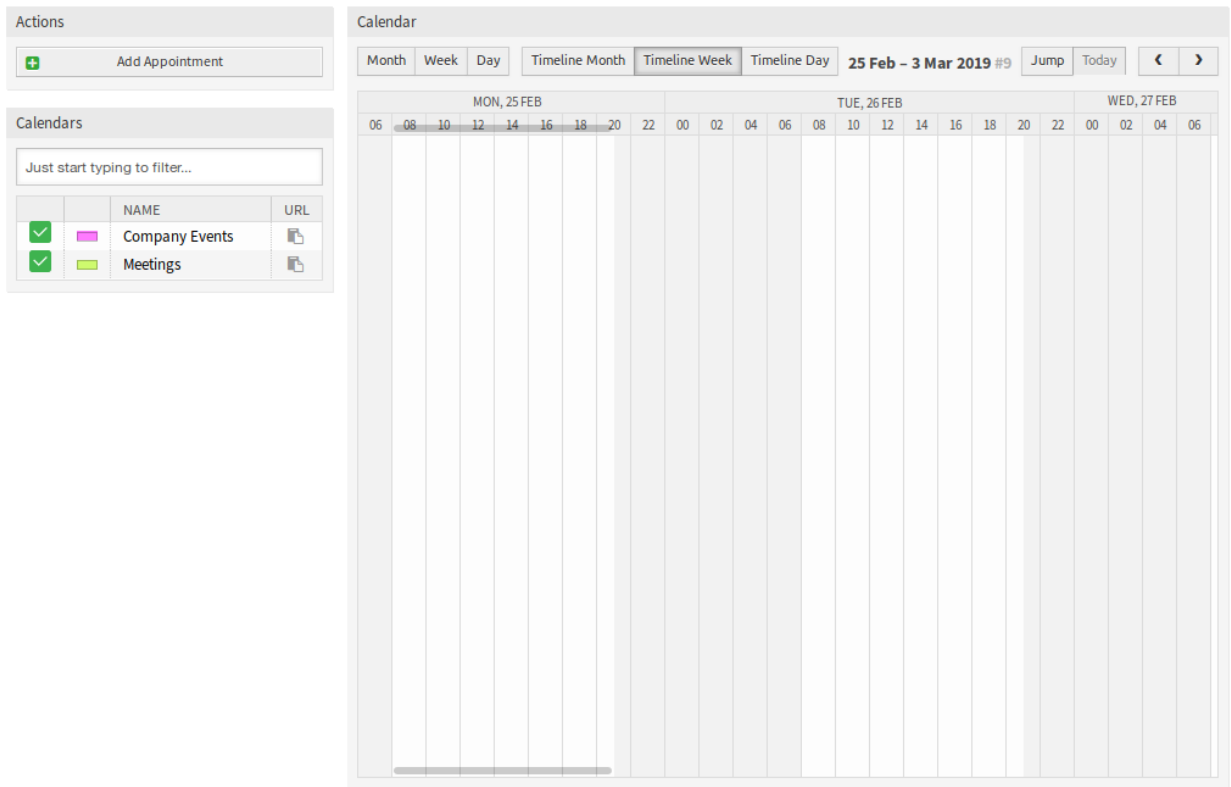 Actions
Add Appointment
Calendars
Just start typing to filter...
NAME URL
Company Events
Meetings
Calendar
Month Week Day Timeline Month Timeline Week Timeline Day 25 Feb – 3 Mar 2019 #9 Jump Today
MON, 25 FEB TUE, 26 FEB WED, 27 FEB
06 08 10 12 14 16 18 20 22 00 02 04 06 08 10 12 14 16 18 20 22 00 02 04 06